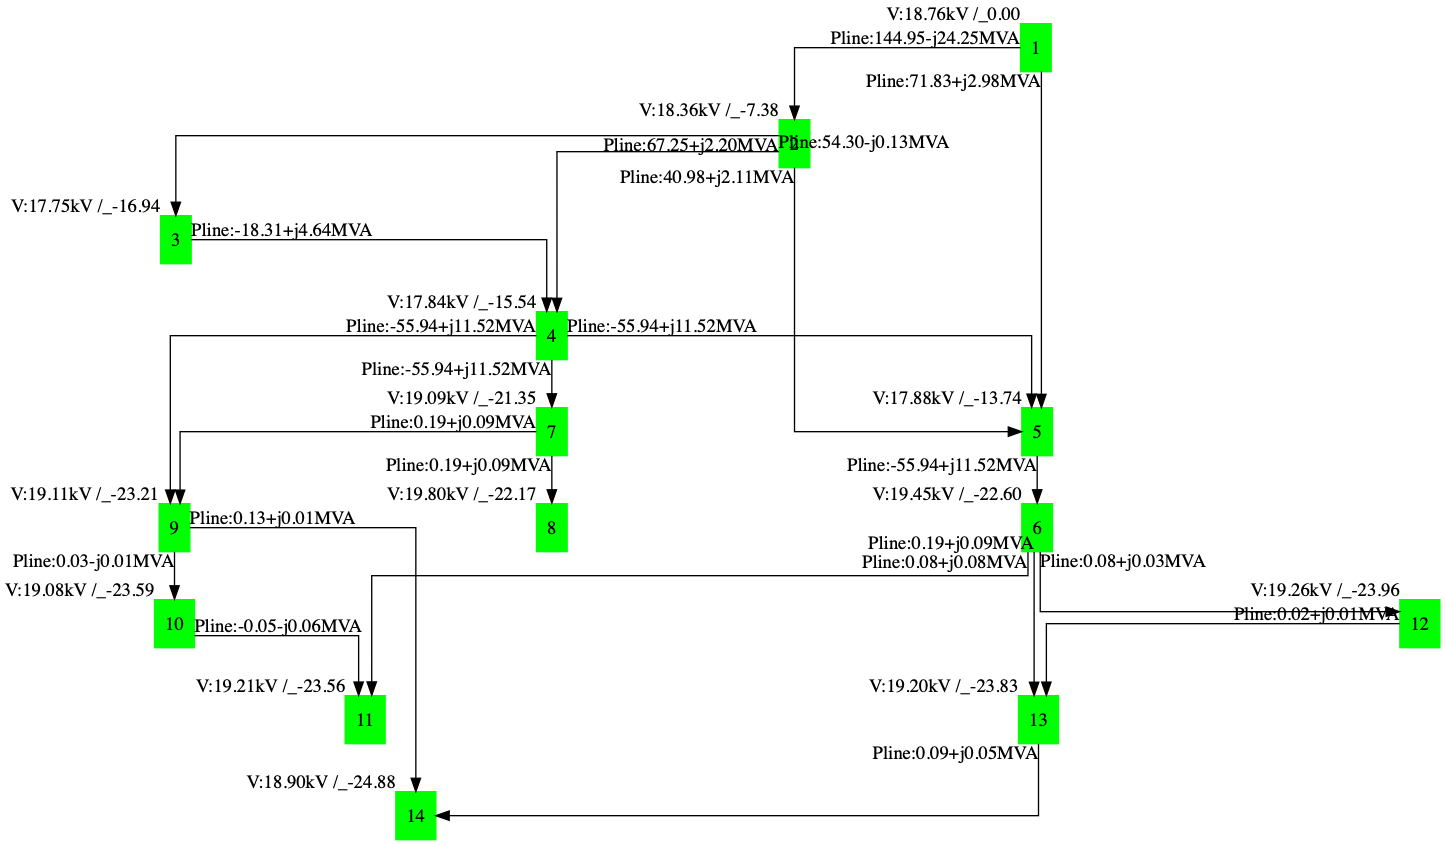 V:18.76kV /_0.00
Pline:144.95-j24.25MVA
1
Pline:71.83+j2.98MVA
V:18.36kV /_-7.38
2
Pline:67.25+j2.20MVA
Pline:54.30-j0.13MVA
Pline:40.98+j2.11MVA
V:17.75kV /_-16.94
3
Pline:-18.31+j4.64MVA
V:17.84kV /_-15.54
Pline:-55.94+j11.52MVA
4
Pline:-55.94+j11.52MVA
Pline:-55.94+j11.52MVA
V:19.09kV /_-21.35
V:17.88kV /_-13.74
Pline:0.19+j0.09MVA
7
5
Pline:0.19+j0.09MVA
Pline:-55.94+j11.52MVA
V:19.11kV /_-23.21
V:19.80kV /_-22.17
V:19.45kV /_-22.60
9
Pline:0.13+j0.01MVA
8
6
Pline:0.19+j0.09MVA
Pline:0.03-j0.01MVA
Pline:0.08+j0.08MVA
Pline:0.08+j0.03MVA
V:19.08kV /_-23.59
V:19.26kV /_-23.96
10
Pline:-0.05-j0.06MVA
Pline:0.02+j0.01MVA
12
V:19.21kV /_-23.56
V:19.20kV /_-23.83
11
13
Pline:0.09+j0.05MVA
V:18.90kV /_-24.88
14